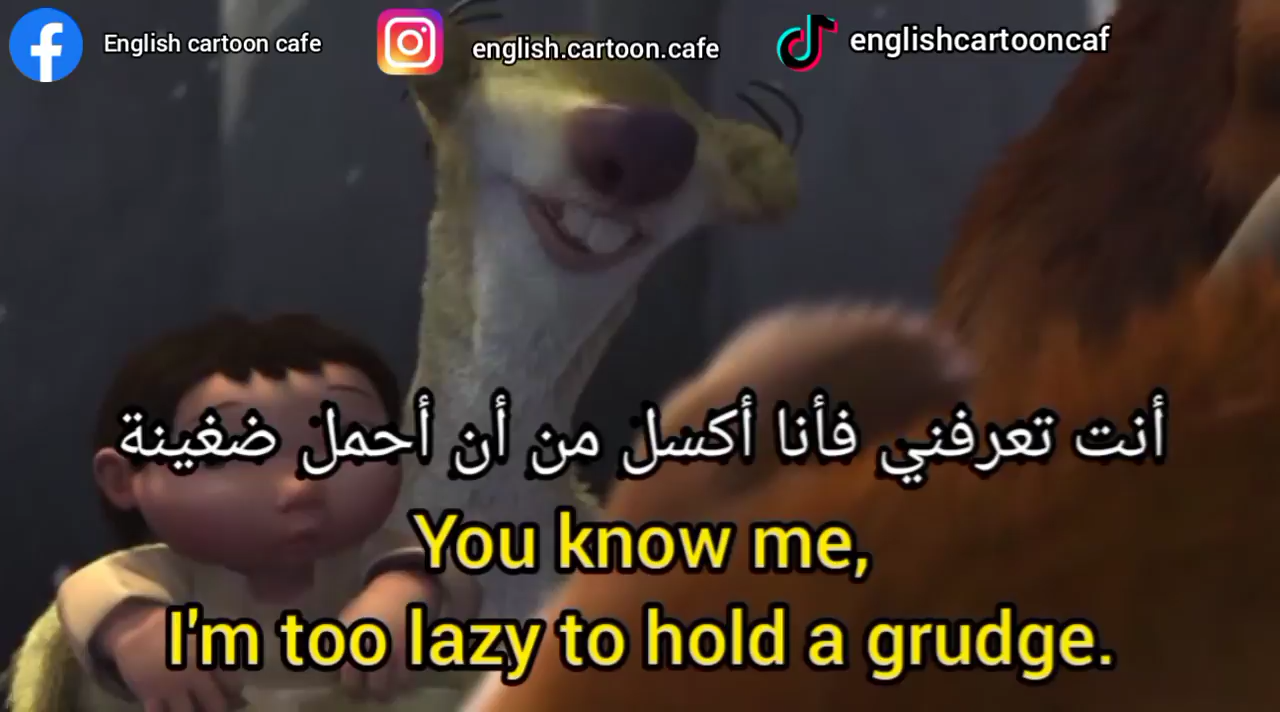 English cartoon cafe
english.cartoon.cafe
englishcartooncaf
أنت تعرفني فأنا أكسل من أن أحمل ضغينة
You know me,
I'm too lazy to hold a grudge.